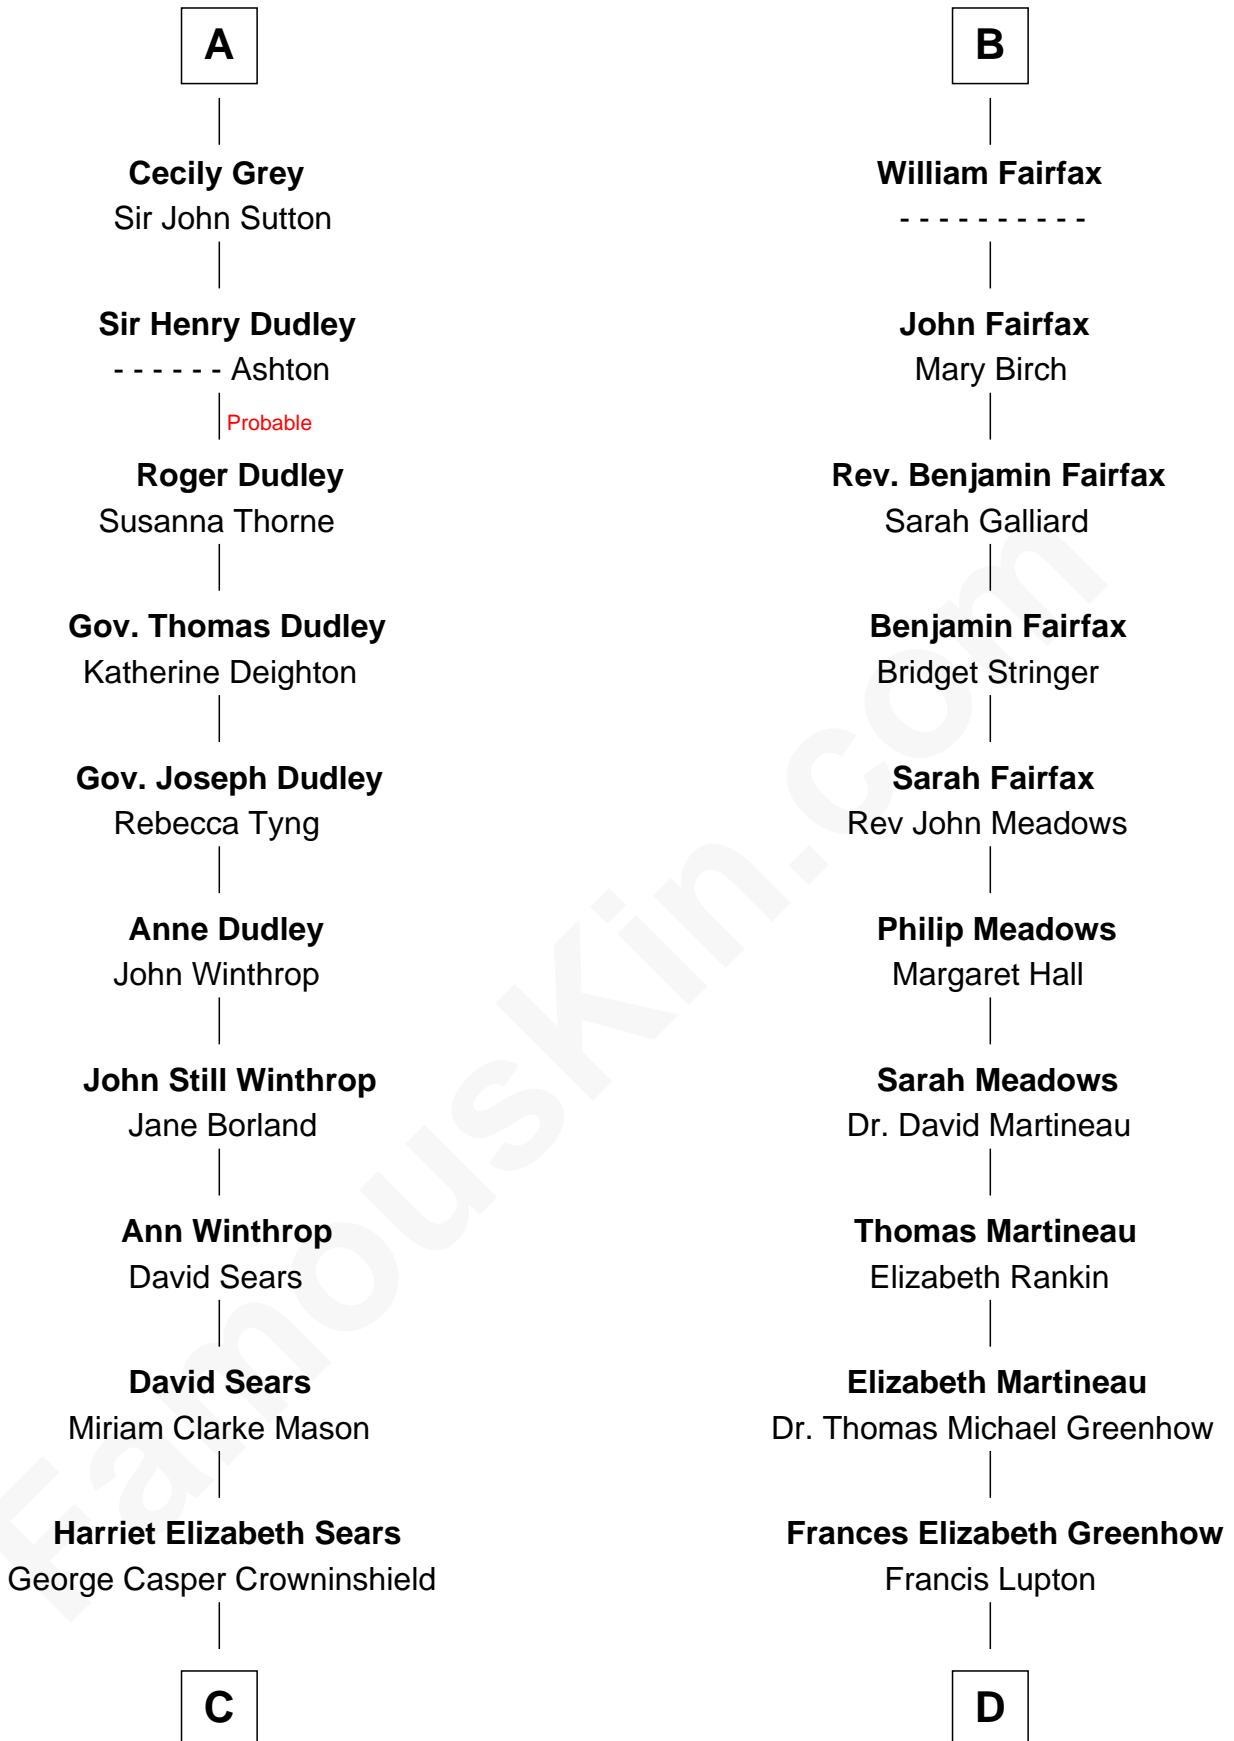 A
Cecily Grey
Sir John Sutton
Sir Henry Dudley
- - - - - - Ashton
Probable
Roger Dudley
Susanna Thorne
Gov. Thomas Dudley
Katherine Deighton
Gov. Joseph Dudley
Rebecca Tyng
Anne Dudley
John Winthrop
John Still Winthrop
Jane Borland
Ann Winthrop
David Sears
David Sears
Miriam Clarke Mason
Harriet Elizabeth Sears
George Casper Crowninshield
C
B
William Fairfax
- - - - - - - - - -
John Fairfax
Mary Birch
Rev. Benjamin Fairfax
Sarah Galliard
Benjamin Fairfax
Bridget Stringer
Sarah Fairfax
Rev John Meadows
Philip Meadows
Margaret Hall
Sarah Meadows
Dr. David Martineau
Thomas Martineau
Elizabeth Rankin
Elizabeth Martineau
Dr. Thomas Michael Greenhow
Frances Elizabeth Greenhow
Francis Lupton
D
FamousKin.com